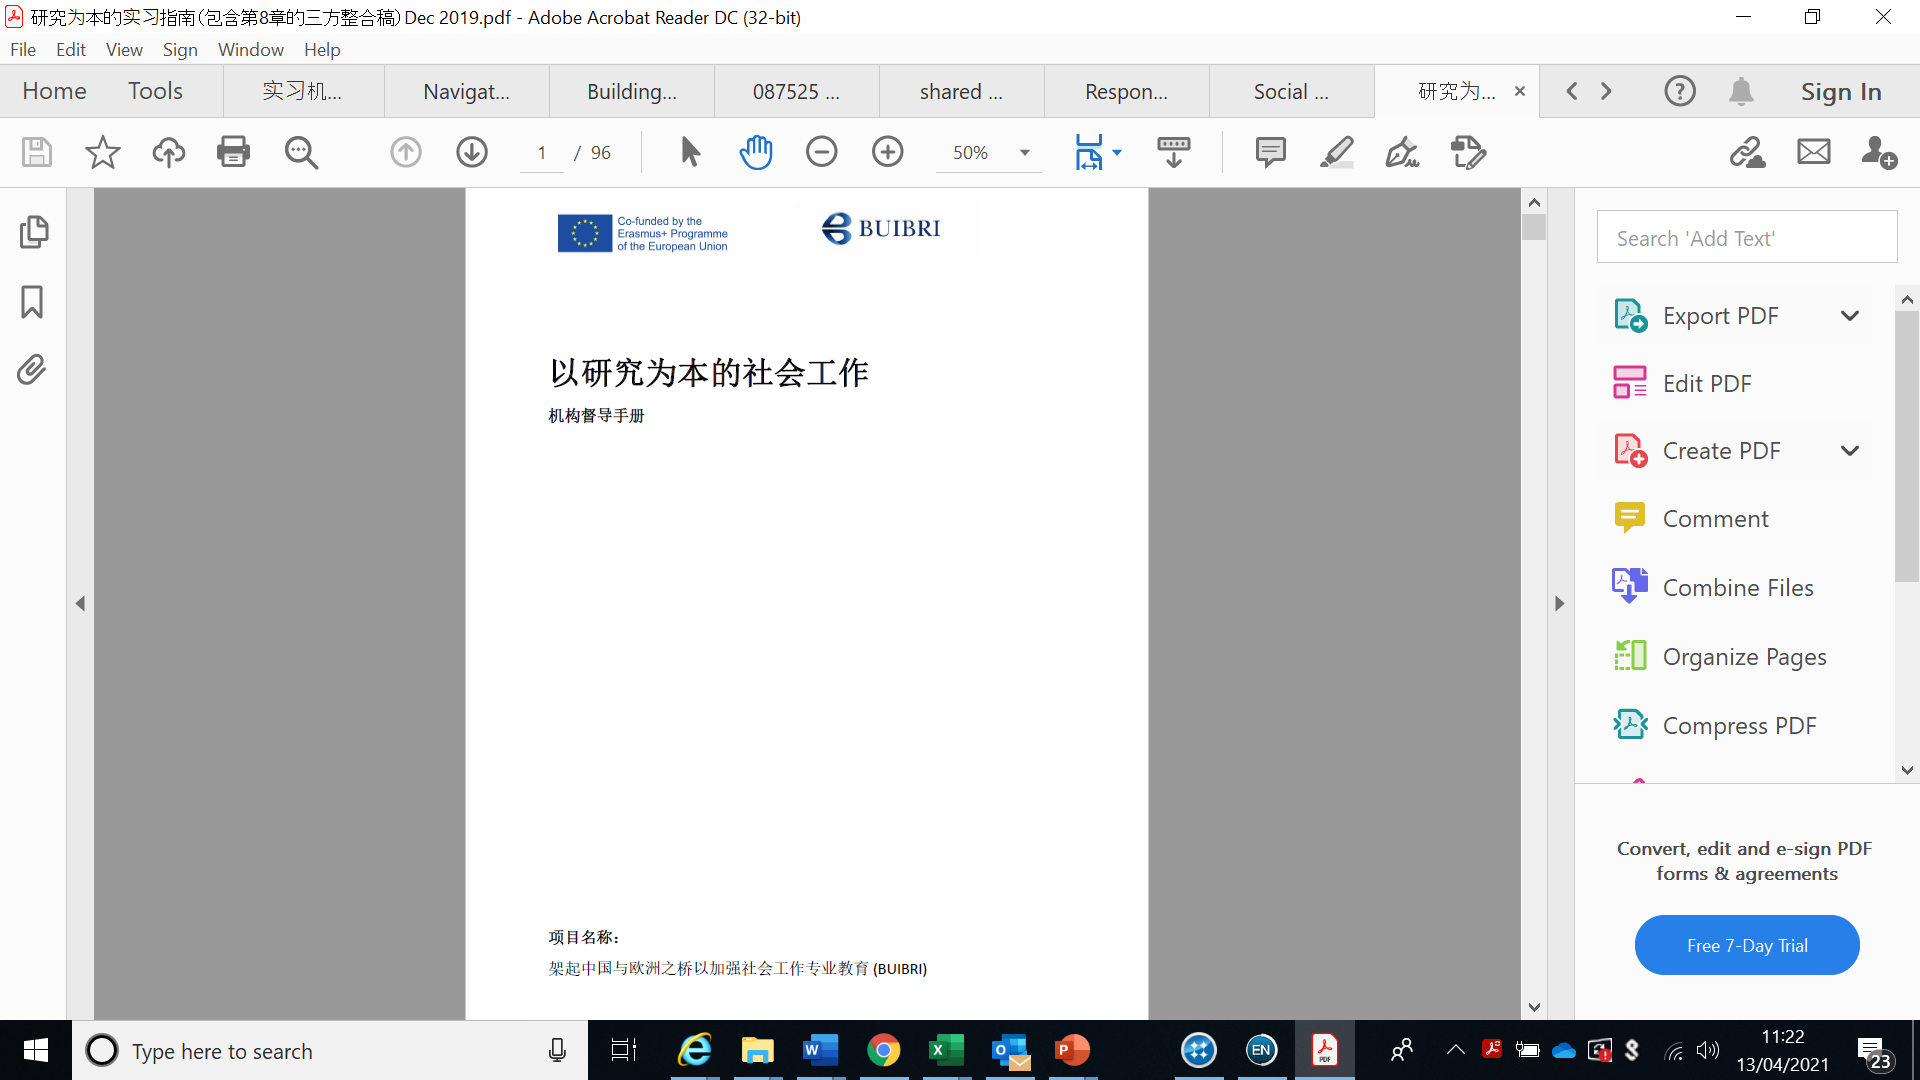 研究为本的实习指南(包含第8章的三方整合稿) Dec 2019.pdf - Adobe Acrobat Reader DC (32-bit)
File Edit View Sign Window Help
Home Tools 实习机... Navigat... Building... 087525 ... shared ... Respon... Social ... 研究为... Sign In
1 / 96 50%
Co-funded by the
Erasmus+ Programme
of the European Union
BUIBRI
以研究为本的社会工作
机构督导手册
项目名称：
架起中国与欧洲之桥以加强社会工作专业教育 (BUIBRI)
Search 'Add Text'
Export PDF
Edit PDF
Create PDF
Comment
Combine Files
Organize Pages
Compress PDF
Convert, edit and e-sign PDF
forms & agreements
Free 7-Day Trial
Type here to search
EN
PDF
11:22
13/04/2021
23